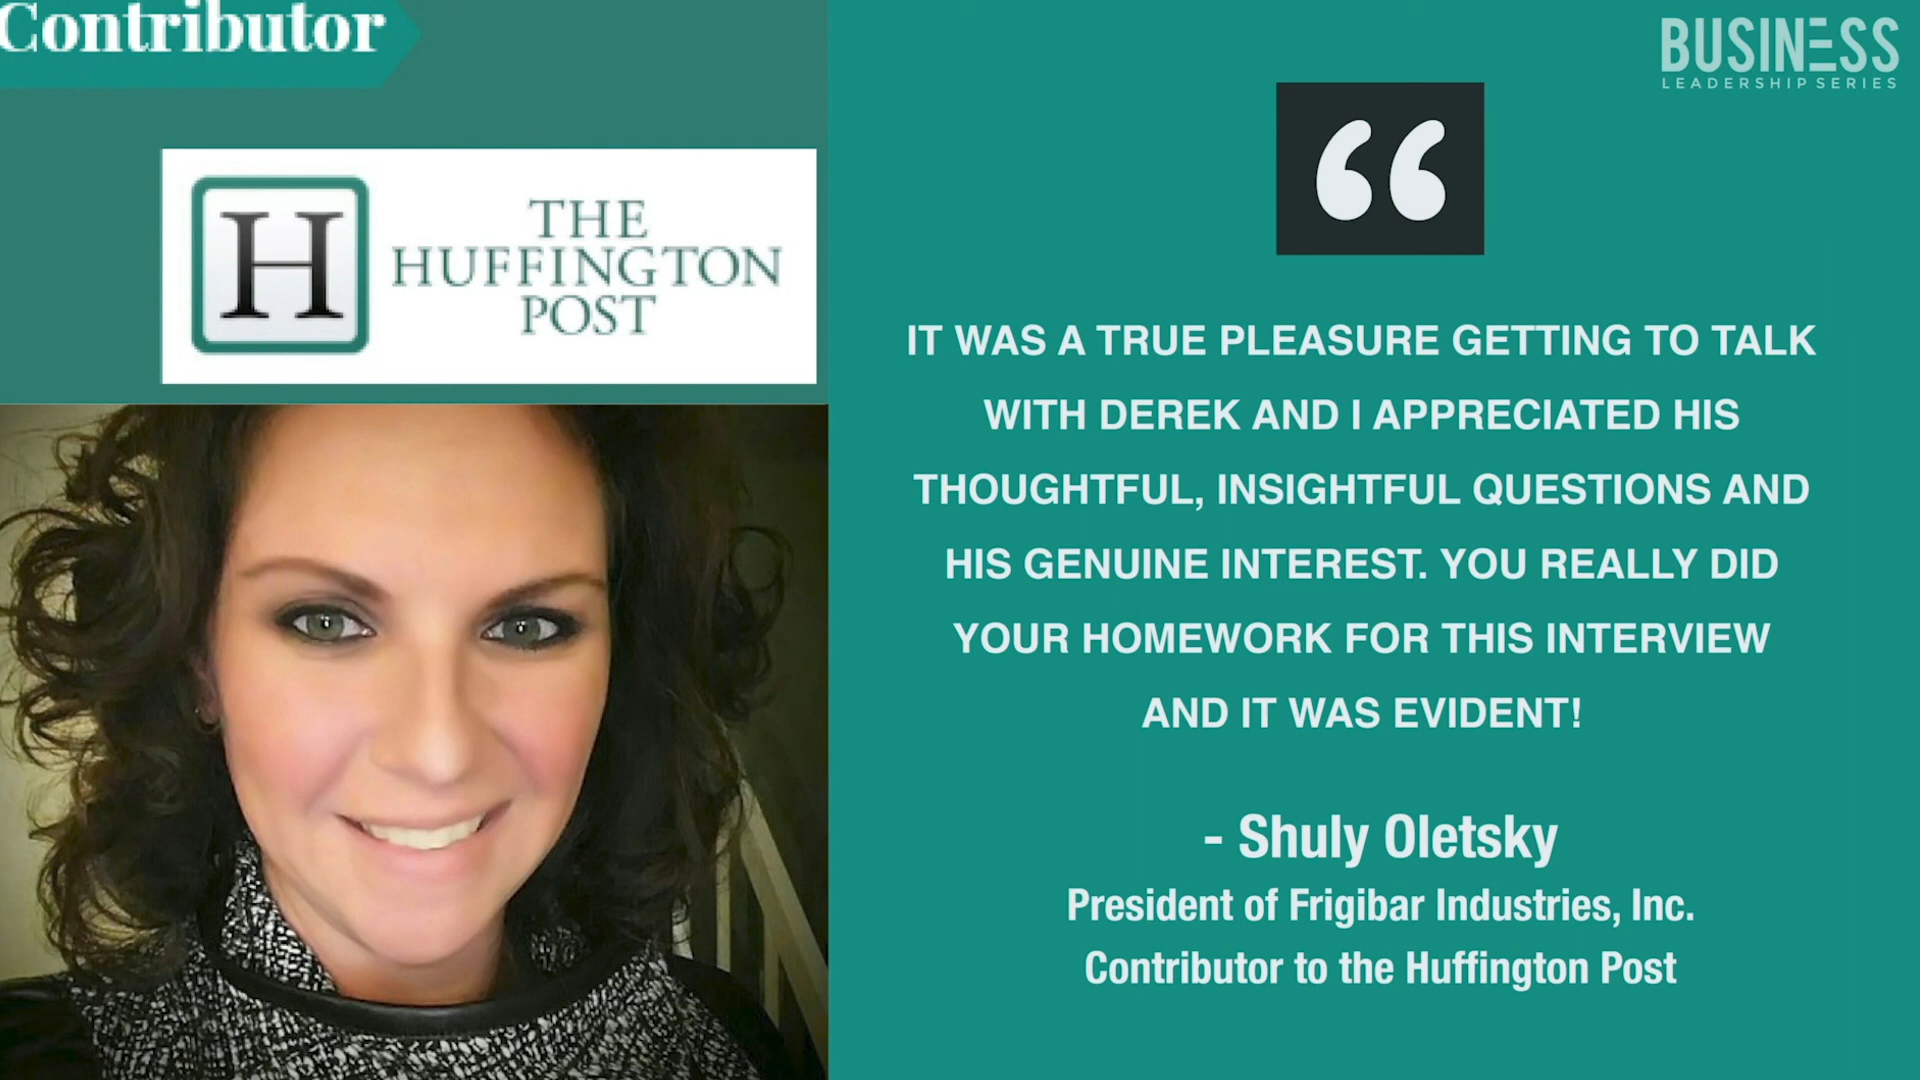 Contributor
H
THE
HUFFINGTON
POST
BUSINESS
LEADERSHIP SERIES
“
IT WAS A TRUE PLEASURE GETTING TO TALK
WITH DEREK AND I APPRECIATED HIS
THOUGHTFUL, INSIGHTFUL QUESTIONS AND
HIS GENUINE INTEREST. YOU REALLY DID
YOUR HOMEWORK FOR THIS INTERVIEW
AND IT WAS EVIDENT!
- Shuly Oletsky
President of Frigibar Industries, Inc.
Contributor to the Huffington Post